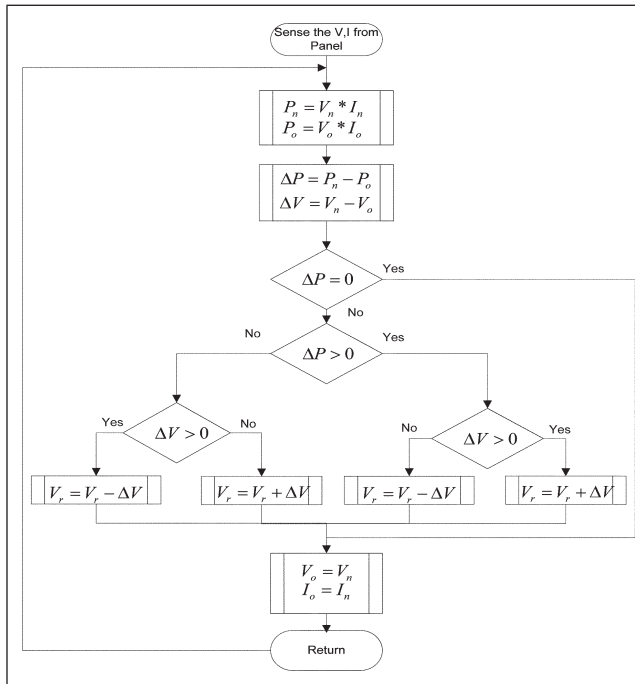 Sense the V,I from
Panel
P_n = V_n * I_n
P_o = V_o * I_o
ΔP = P_n − P_o
ΔV = V_n − V_o
ΔP = 0
Yes
No
No
ΔP > 0
Yes
Yes
ΔV > 0
No
No
ΔV > 0
Yes
V_r = V_r − ΔV
V_r = V_r + ΔV
V_r = V_r − ΔV
V_r = V_r + ΔV
V_o = V_n
I_o = I_n
Return